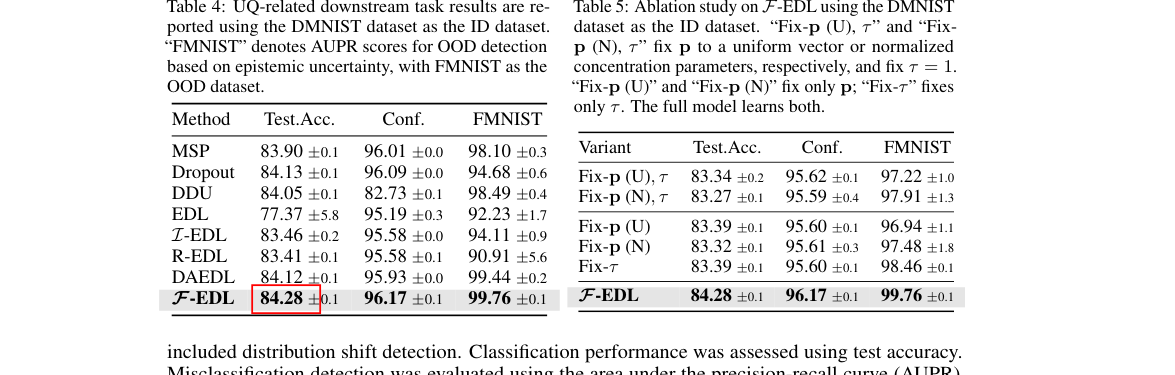 Table 4: UQ-related downstream task results are re-
ported using the DMNIST dataset as the ID dataset.
“FMNIST” denotes AUPR scores for OOD detection
based on epistemic uncertainty, with FMNIST as the
OOD dataset.
Method Test.Acc. Conf. FMNIST
MSP 83.90 ±0.1 96.01 ±0.0 98.10 ±0.3
Dropout 84.13 ±0.1 96.09 ±0.0 94.68 ±0.6
DDU 84.05 ±0.1 82.73 ±0.1 98.49 ±0.4
EDL 77.37 ±5.8 95.19 ±0.3 92.23 ±1.7
ℐ-EDL 83.46 ±0.2 95.58 ±0.0 94.11 ±0.9
R-EDL 83.41 ±0.1 95.58 ±0.1 90.91 ±5.6
DAEDL 84.12 ±0.1 95.93 ±0.0 99.44 ±0.2
ℱ-EDL 84.28 ±0.1 96.17 ±0.1 99.76 ±0.1
Table 5: Ablation study on ℱ-EDL using the DMNIST
dataset as the ID dataset. “Fix-p (U), τ” and “Fix-
p (N), τ” fix p to a uniform vector or normalized
concentration parameters, respectively, and fix τ = 1.
“Fix-p (U)” and “Fix-p (N)” fix only p; “Fix-τ” fixes
only τ. The full model learns both.
Variant Test.Acc. Conf. FMNIST
Fix-p (U), τ 83.34 ±0.2 95.62 ±0.1 97.22 ±1.0
Fix-p (N), τ 83.27 ±0.1 95.59 ±0.4 97.91 ±1.3
Fix-p (U) 83.39 ±0.1 95.60 ±0.1 96.94 ±1.1
Fix-p (N) 83.32 ±0.1 95.61 ±0.3 97.48 ±1.8
Fix-τ 83.39 ±0.1 95.60 ±0.1 98.46 ±0.1
ℱ-EDL 84.28 ±0.1 96.17 ±0.1 99.76 ±0.1
included distribution shift detection. Classification performance was assessed using test accuracy.
Misclassification detection was evaluated using the area under the precision-recall curve (AUPR)